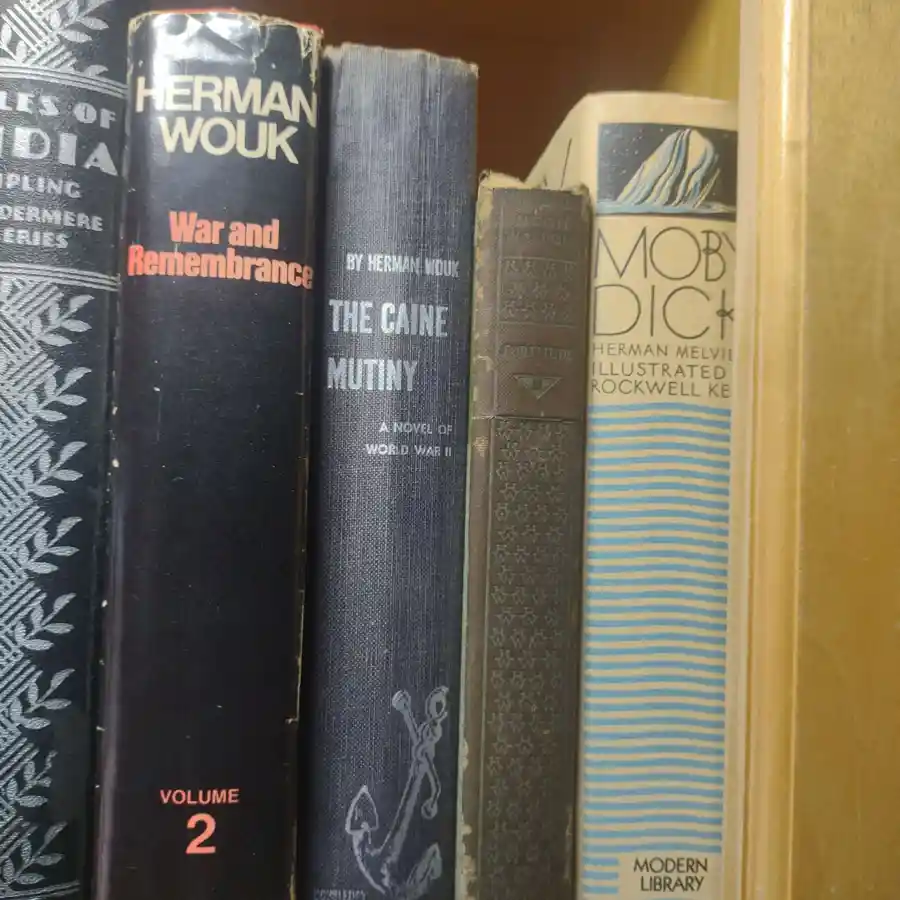 LES OF
DIA
IPLING
DERMERE
ERIES
HERMAN
WOUK
War and
Remembrance
VOLUME
2
BY HERMAN WOUK
THE CAINE
MUTINY
A NOVEL OF
WORLD WAR II
MOBY
DICK
HERMAN MELVIL
ILLUSTRATED
ROCKWELL KE
MODERN
LIBRARY